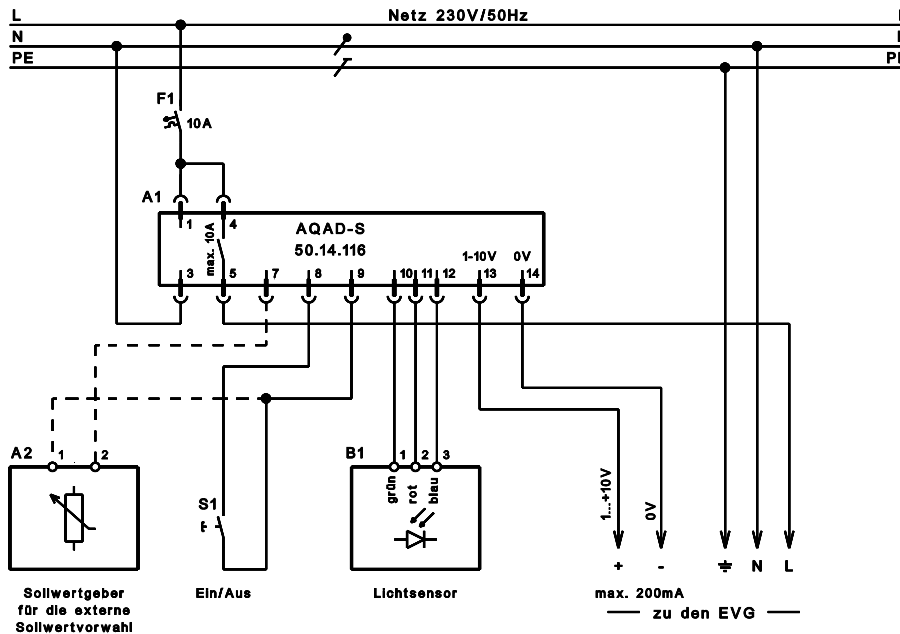 L Netz 230V/50Hz
N
PE PE
F1
10A
A1
1 4 AQAD-S
max. 10A
50.14.116
1-10V 0V
3 5 7 8 9 10 11 12 13 14
A2 1 2
B1 1 2 3
grün rot blau
S1
1...+10V 0V
+ - N L
Sollwertgeber
für die externe
Sollwertvorwahl
Ein/Aus
Lichtsensor
max. 200mA
zu den EVG